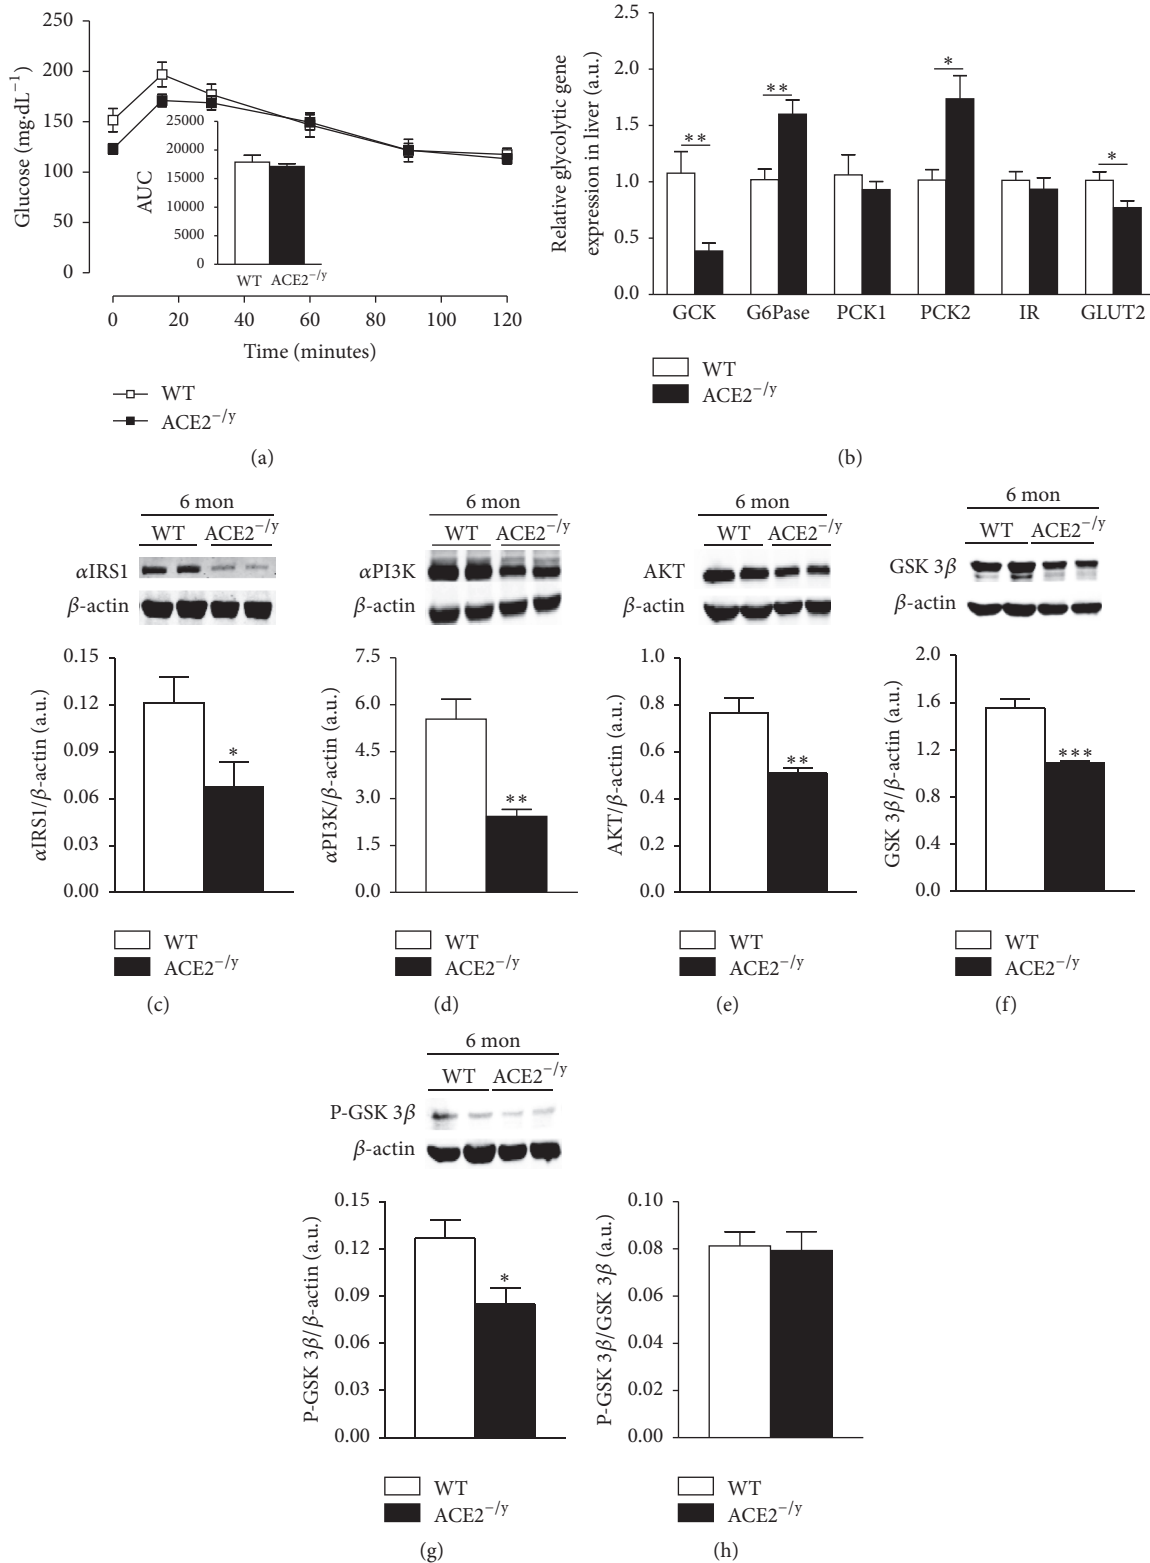 250
200
150
100
50
0
Glucose (mg·dL⁻¹)
25000
20000
15000
10000
5000
0
AUC
WT ACE2⁻/ʸ
0 20 40 60 80 100 120
Time (minutes)
WT
ACE2⁻/ʸ
(a)
2.5
2.0
1.5
1.0
0.5
0.0
Relative glycolytic gene
expression in liver (a.u.)
** ** * *
GCK G6Pase PCK1 PCK2 IR GLUT2
WT
ACE2⁻/ʸ
(b)
6 mon
WT ACE2⁻/ʸ
αIRS1
β-actin
0.15
0.12
0.09
0.06
0.03
0.00
αIRS1/β-actin (a.u.)
*
WT
ACE2⁻/ʸ
(c)
6 mon
WT ACE2⁻/ʸ
αPI3K
β-actin
7.5
6.0
4.5
3.0
1.5
0.0
αPI3K/β-actin (a.u.)
**
WT
ACE2⁻/ʸ
(d)
6 mon
WT ACE2⁻/ʸ
AKT
β-actin
1.0
0.8
0.6
0.4
0.2
0.0
AKT/β-actin (a.u.)
**
WT
ACE2⁻/ʸ
(e)
6 mon
WT ACE2⁻/ʸ
GSK 3β
β-actin
2.0
1.6
1.2
0.8
0.4
0.0
GSK 3β/β-actin (a.u.)
***
WT
ACE2⁻/ʸ
(f)
6 mon
WT ACE2⁻/ʸ
P-GSK 3β
β-actin
0.15
0.12
0.09
0.06
0.03
0.00
P-GSK 3β/β-actin (a.u.)
*
WT
ACE2⁻/ʸ
(g)
0.10
0.08
0.06
0.04
0.02
0.00
P-GSK 3β/GSK 3β (a.u.)
WT
ACE2⁻/ʸ
(h)